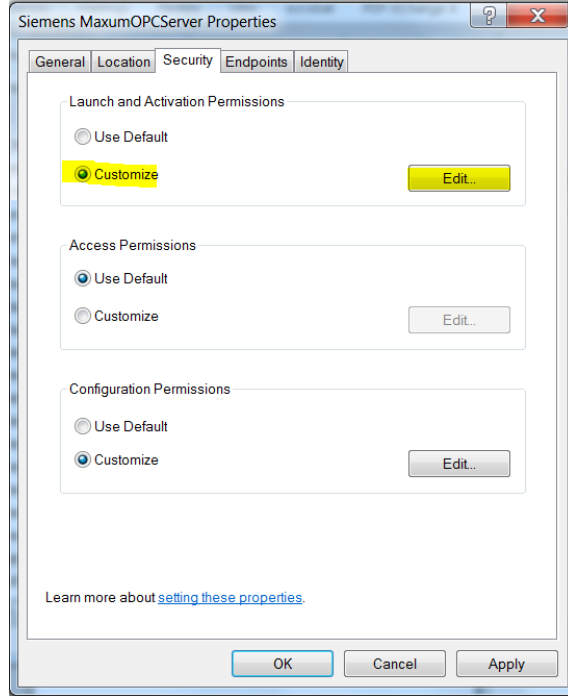 Siemens MaxumOPCServer Properties
General Location Security Endpoints Identity
Launch and Activation Permissions
Use Default
Customize
Edit...
Access Permissions
Use Default
Customize
Edit...
Configuration Permissions
Use Default
Customize
Edit...
Learn more about setting these properties.
OK Cancel Apply